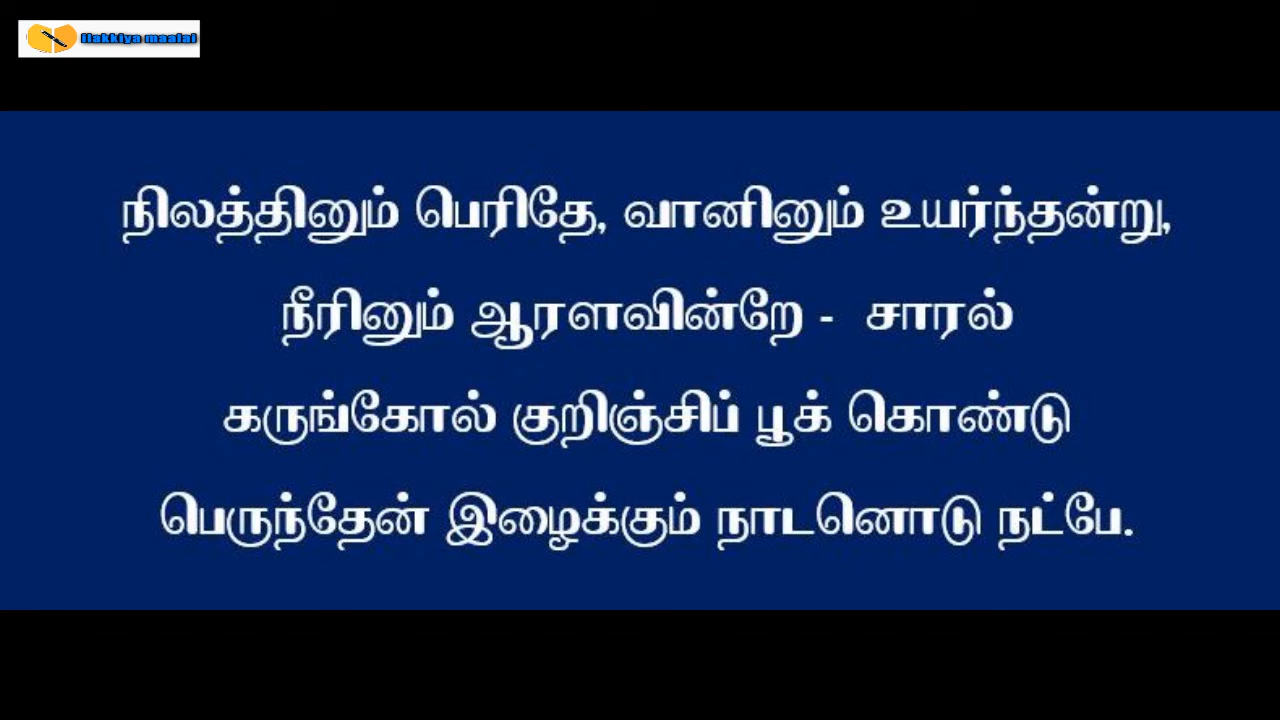 ilakkiya maalai
நிலத்தினும் பெரிதே, வானினும் உயர்ந்தன்று,
நீரினும் ஆரளவின்றே - சாரல்
கருங்கோல் குறிஞ்சிப் பூக் கொண்டு
பெருந்தேன் இழைக்கும் நாடனொடு நட்பே.